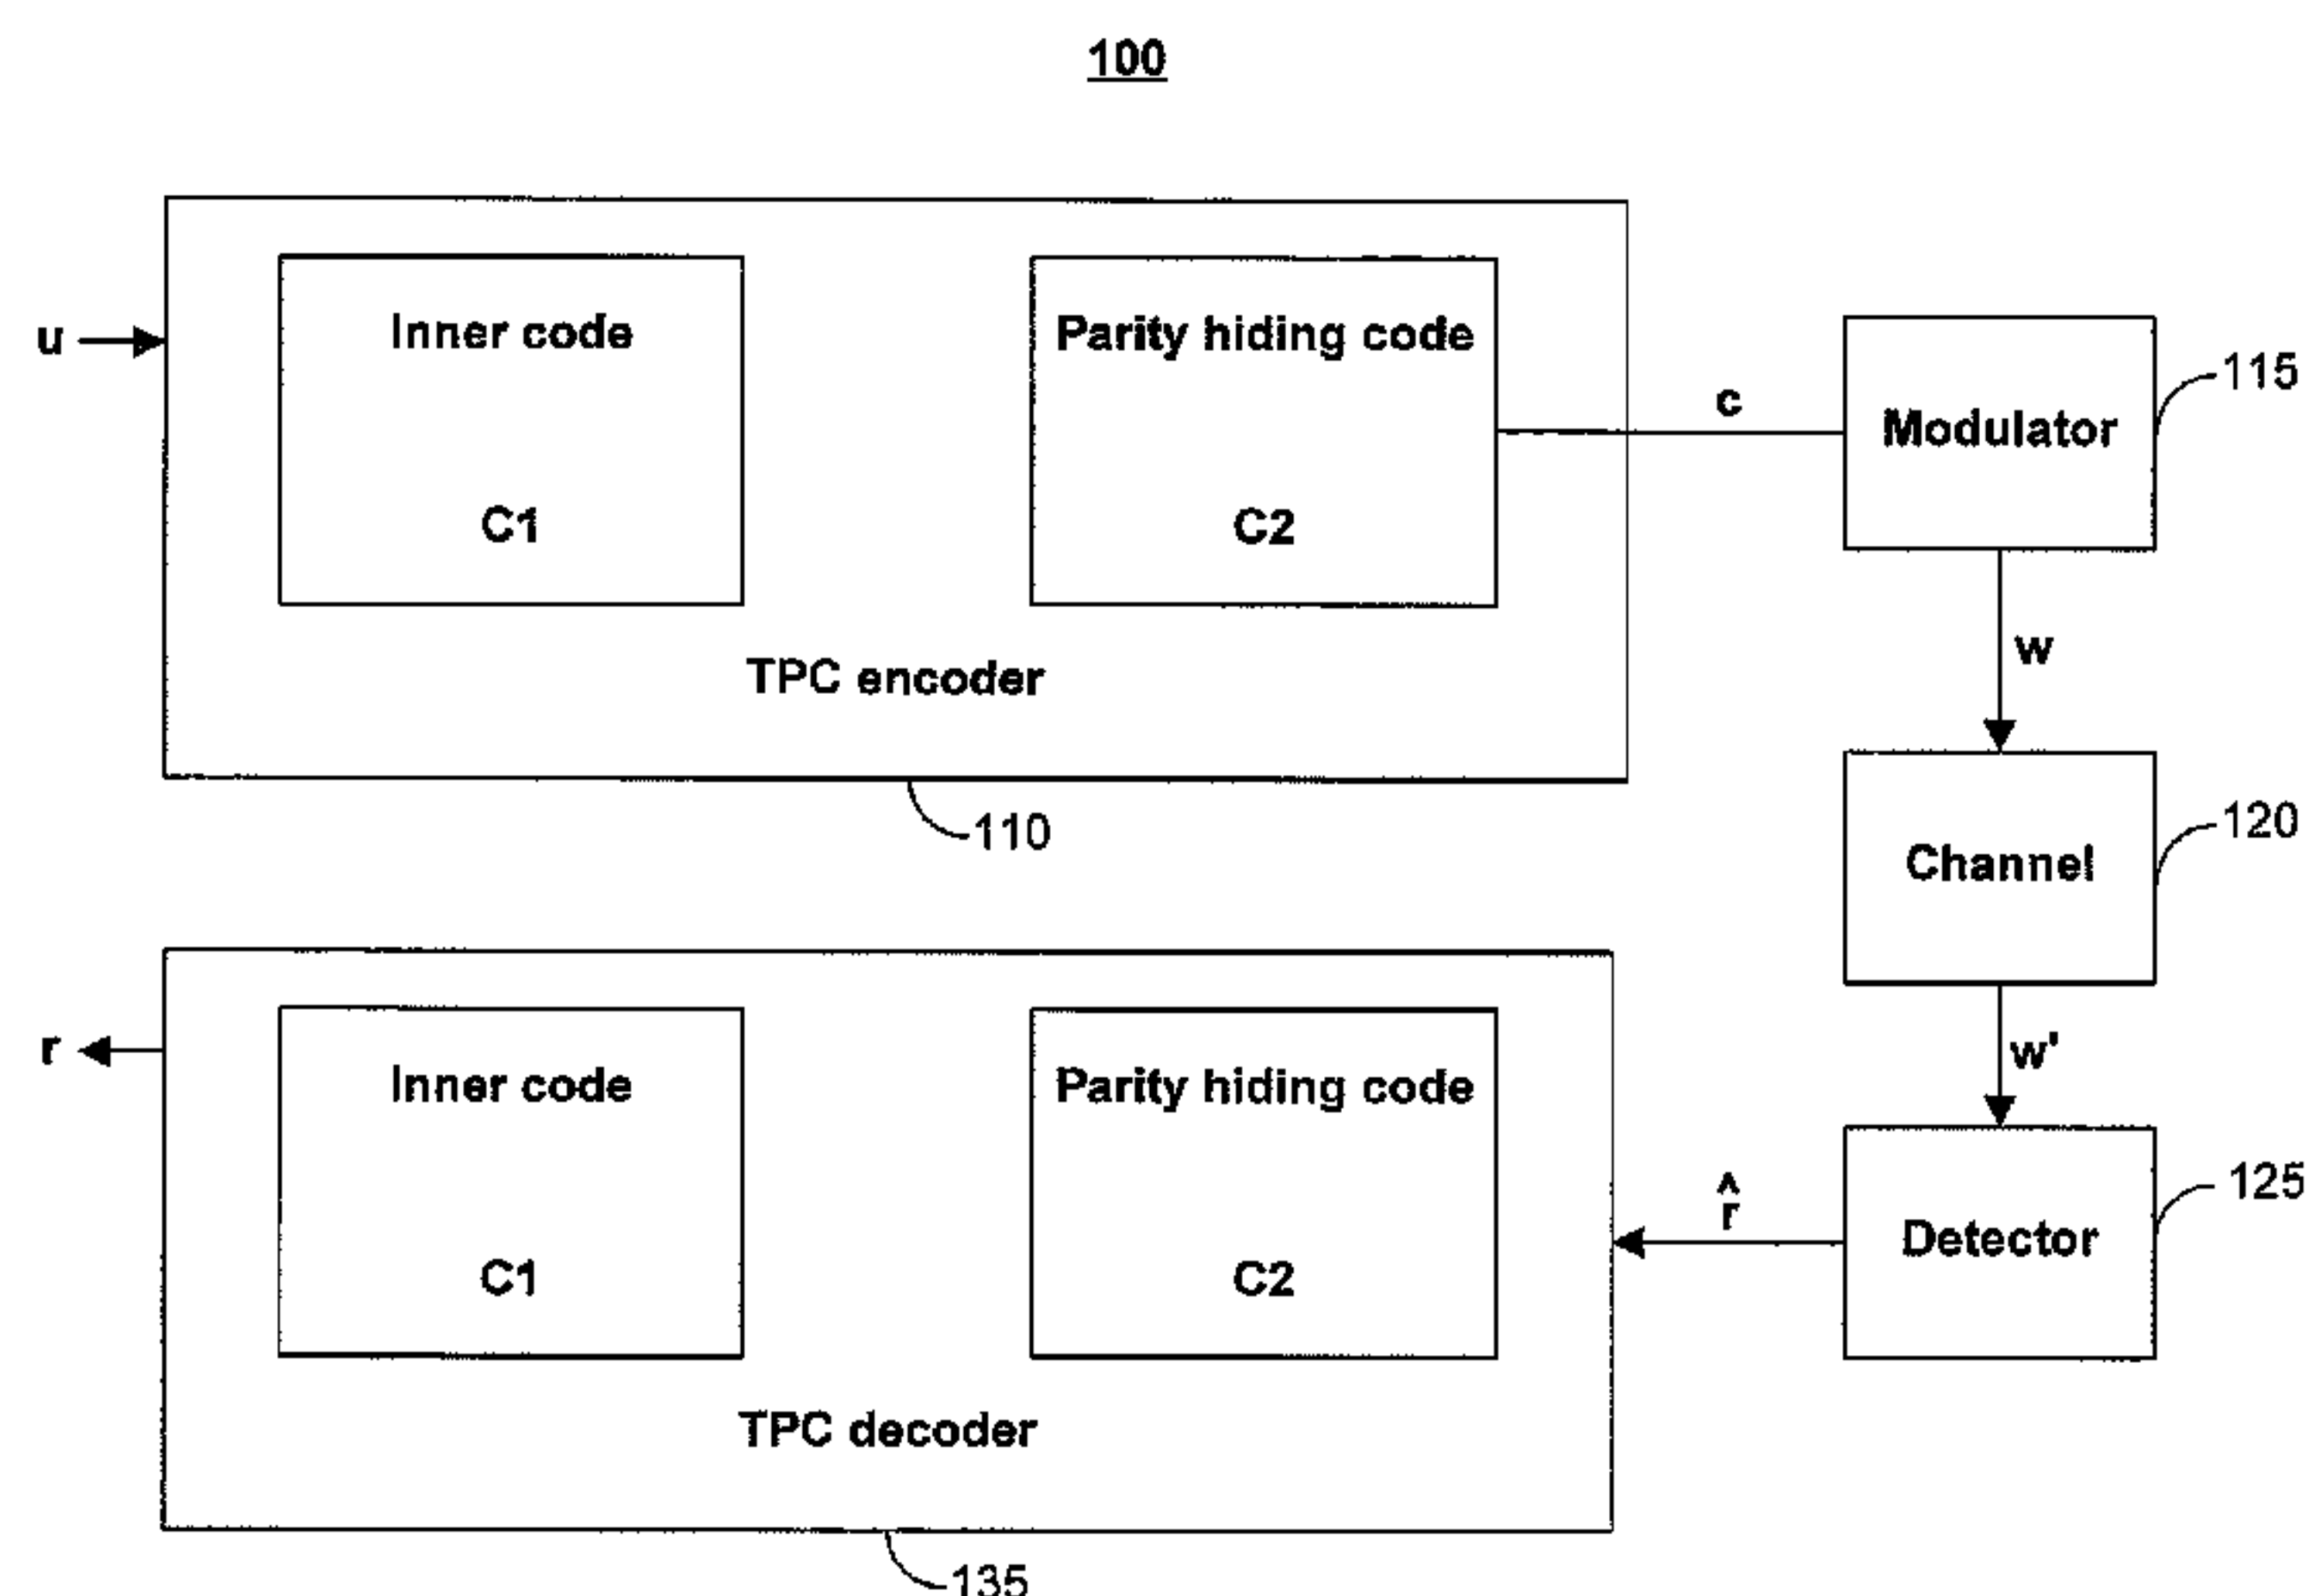 100
u
Inner code
C1
Parity hiding code
C2
TPC encoder
110
c
Modulator
115
w
Channel
120
w'
Detector
125
r̂
Inner code
C1
Parity hiding code
C2
TPC decoder
135
r